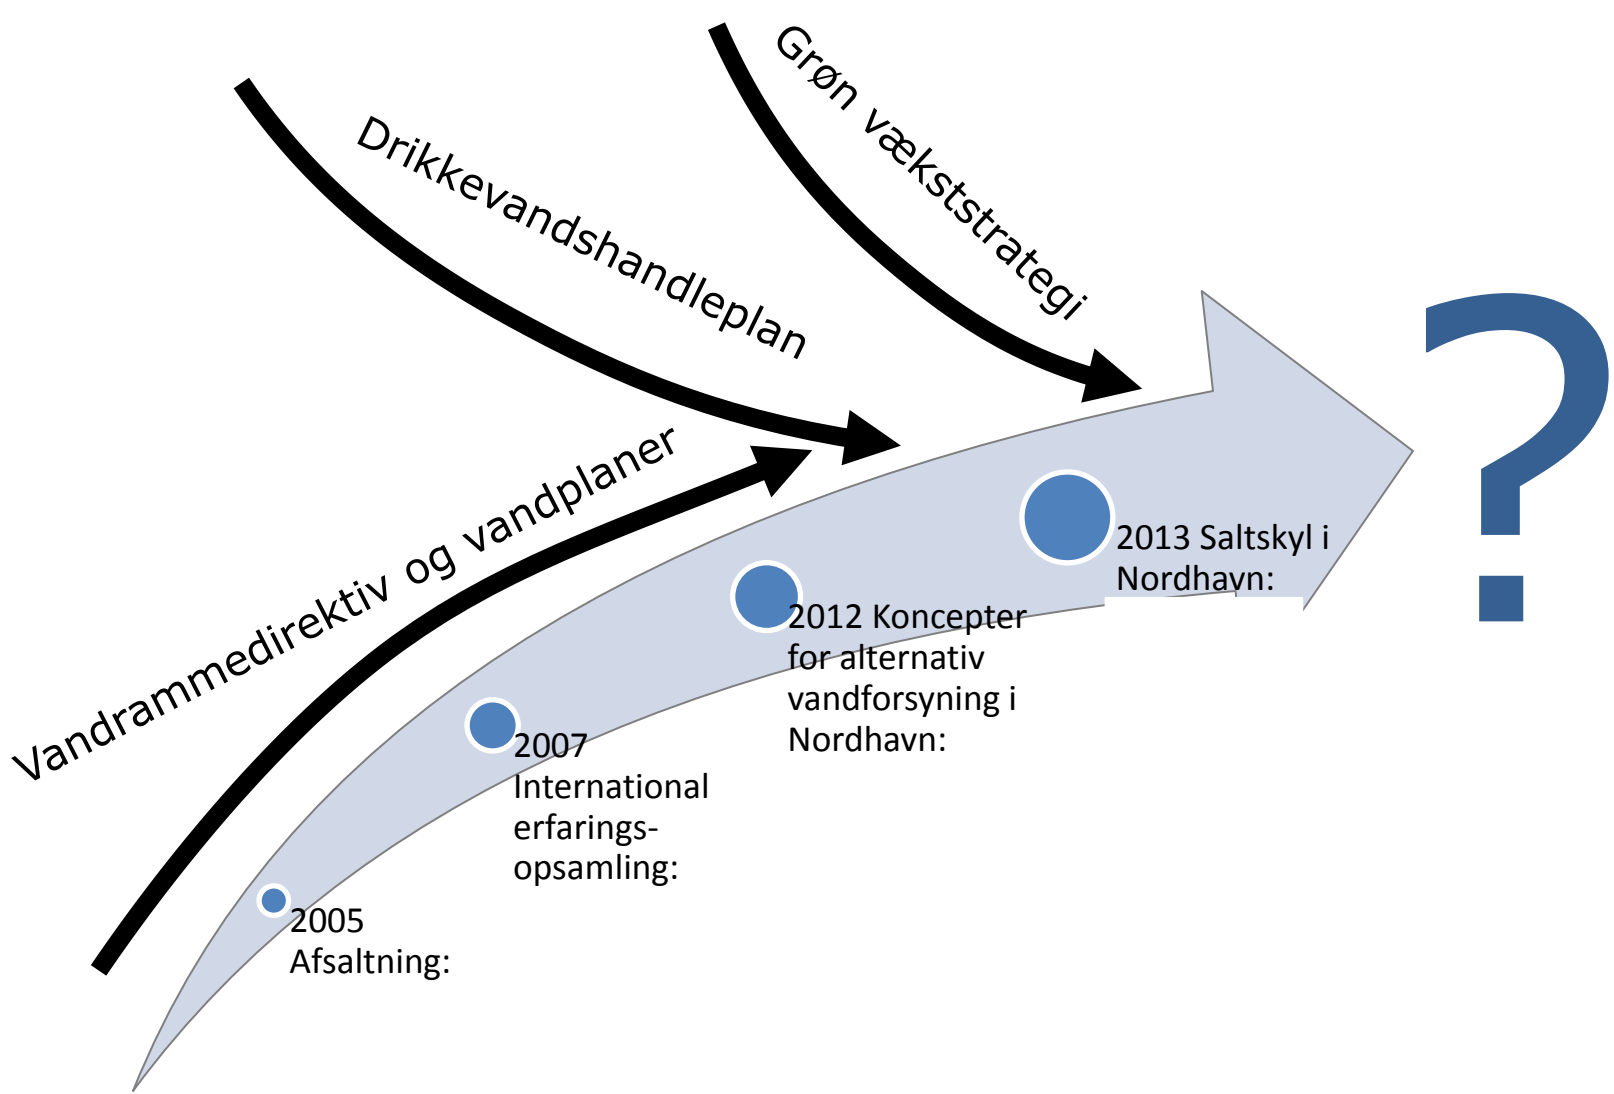 Grøn vækststrategi
Drikkevandshandleplan
Vandrammedirektiv og vandplaner
?
2005
Afsaltning:
2007
International
erfarings-
opsamling:
2012 Koncepter
for alternativ
vandforsyning i
Nordhavn:
2013 Saltskyl i
Nordhavn: